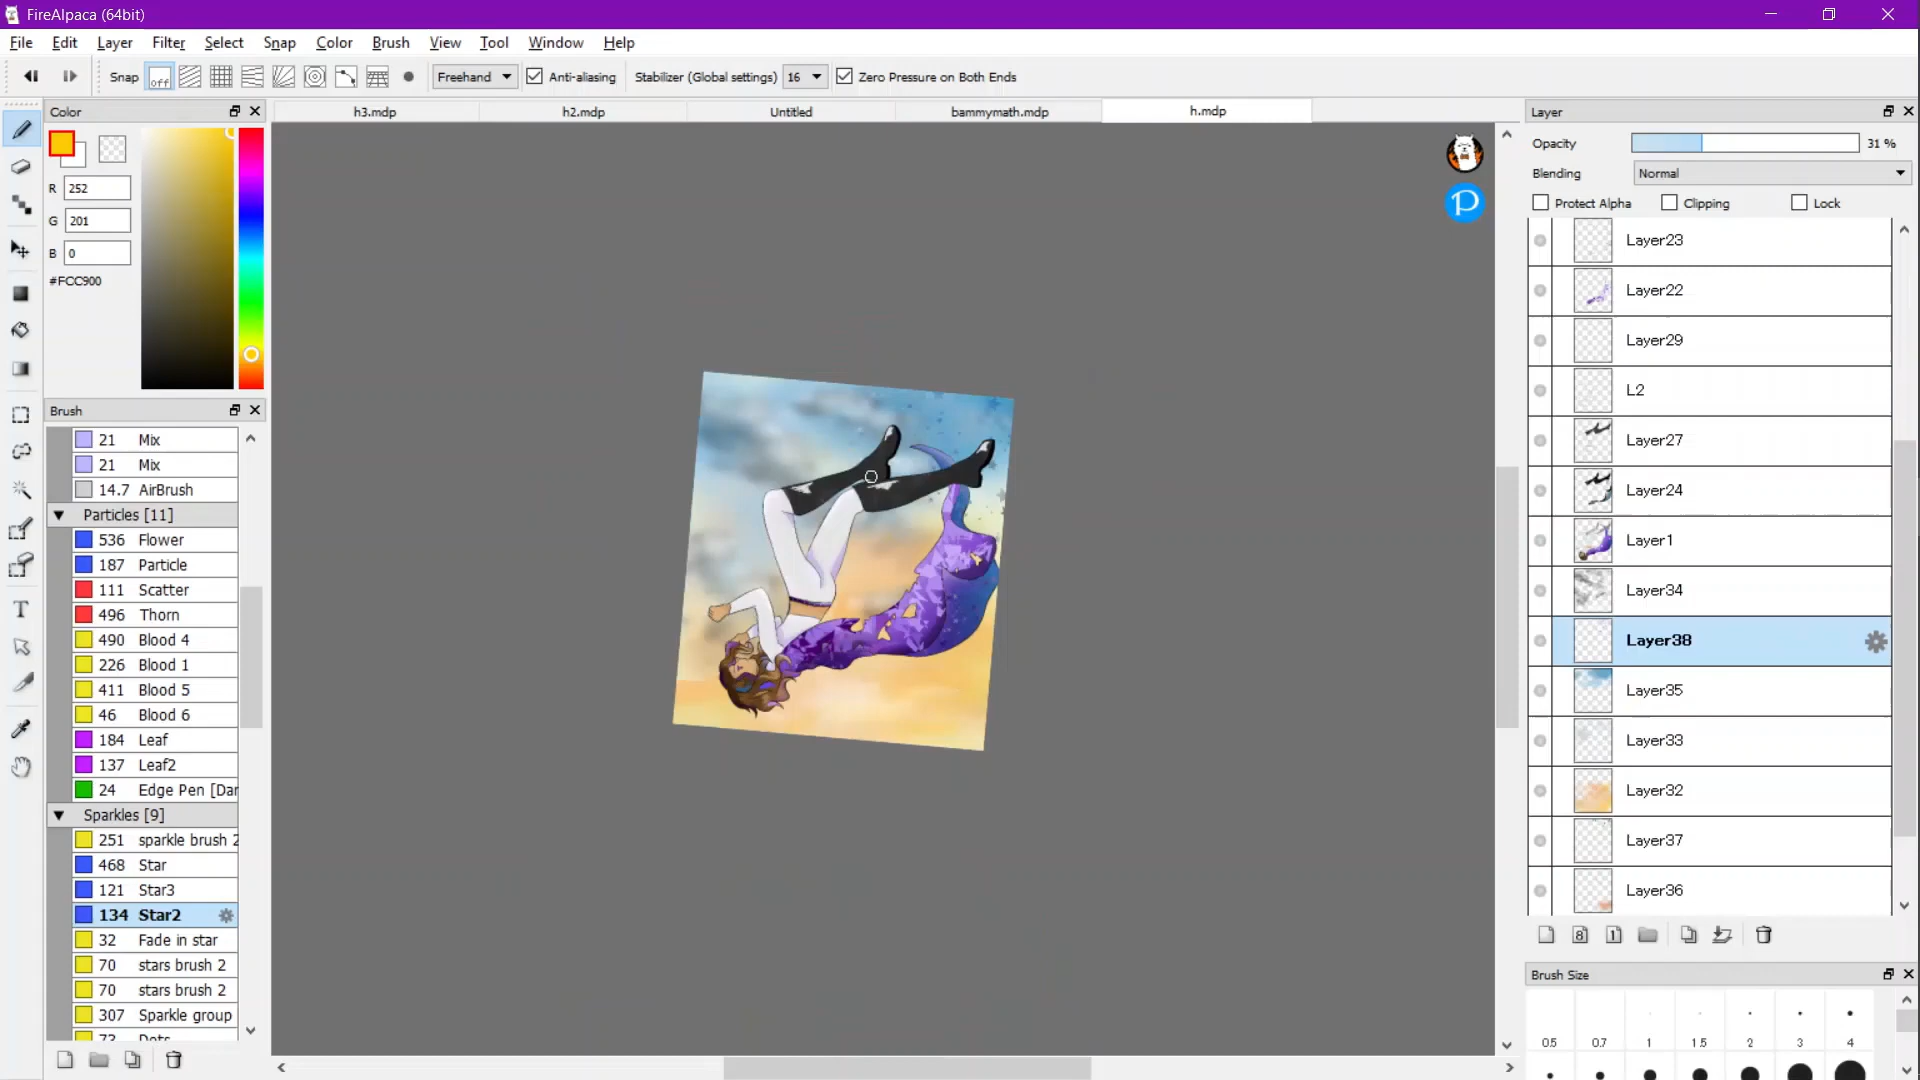 FireAlpaca (64bit)
File Edit Layer Filter Select Snap Color Brush View Tool Window Help
Snap off Freehand Anti-aliasing Stabilizer (Global settings) 16 Zero Pressure on Both Ends
Color
R 252
G 201
B 0
#FCC900
Brush
21 Mix
21 Mix
14.7 AirBrush
Particles [11]
536 Flower
187 Particle
111 Scatter
496 Thorn
490 Blood 4
226 Blood 1
411 Blood 5
46 Blood 6
184 Leaf
137 Leaf2
24 Edge Pen [Dar
Sparkles [9]
251 sparkle brush 2
468 Star
121 Star3
134 Star2
32 Fade in star
70 stars brush 2
70 stars brush 2
307 Sparkle group
73 Dots
h3.mdp h2.mdp Untitled bammymath.mdp h.mdp
P
Layer
Opacity 31 %
Blending Normal
Protect Alpha Clipping Lock
Layer23
Layer22
Layer29
L2
Layer27
Layer24
Layer1
Layer34
Layer38
Layer35
Layer33
Layer32
Layer37
Layer36
8 1
Brush Size
0.5 0.7 1 1.5 2 3 4